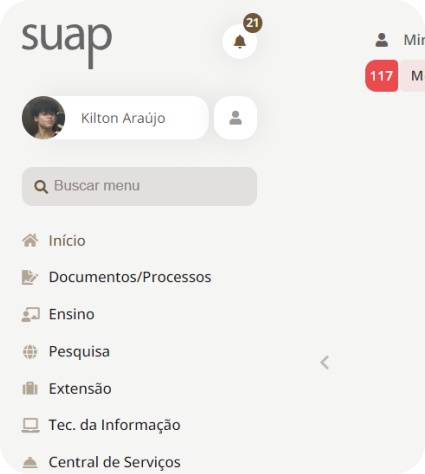 suap
21
Kilton Araújo
Buscar menu
Início
Documentos/Processos
Ensino
Pesquisa
Extensão
Tec. da Informação
Central de Serviços
117